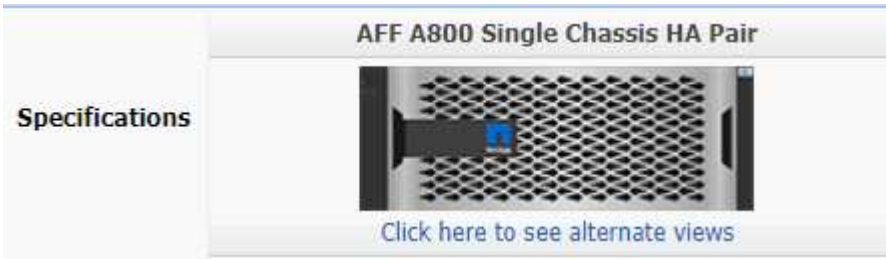 AFF A800 Single Chassis HA Pair
Specifications
Click here to see alternate views